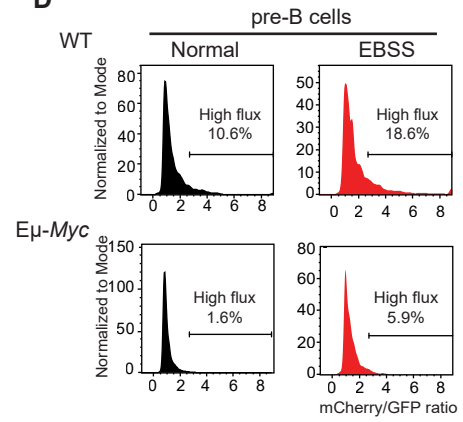 D
pre-B cells
WT
Normal
EBSS
Normalized to Mode
80
60
40
20
0
High flux
10.6%
0 2 4 6 8
50
40
30
20
10
0
High flux
18.6%
0 2 4 6 8
Eμ-Myc
Normalized to Mode
150
100
50
0
High flux
1.6%
0 2 4 6 8
80
60
40
20
0
High flux
5.9%
0 2 4 6 8
mCherry/GFP ratio